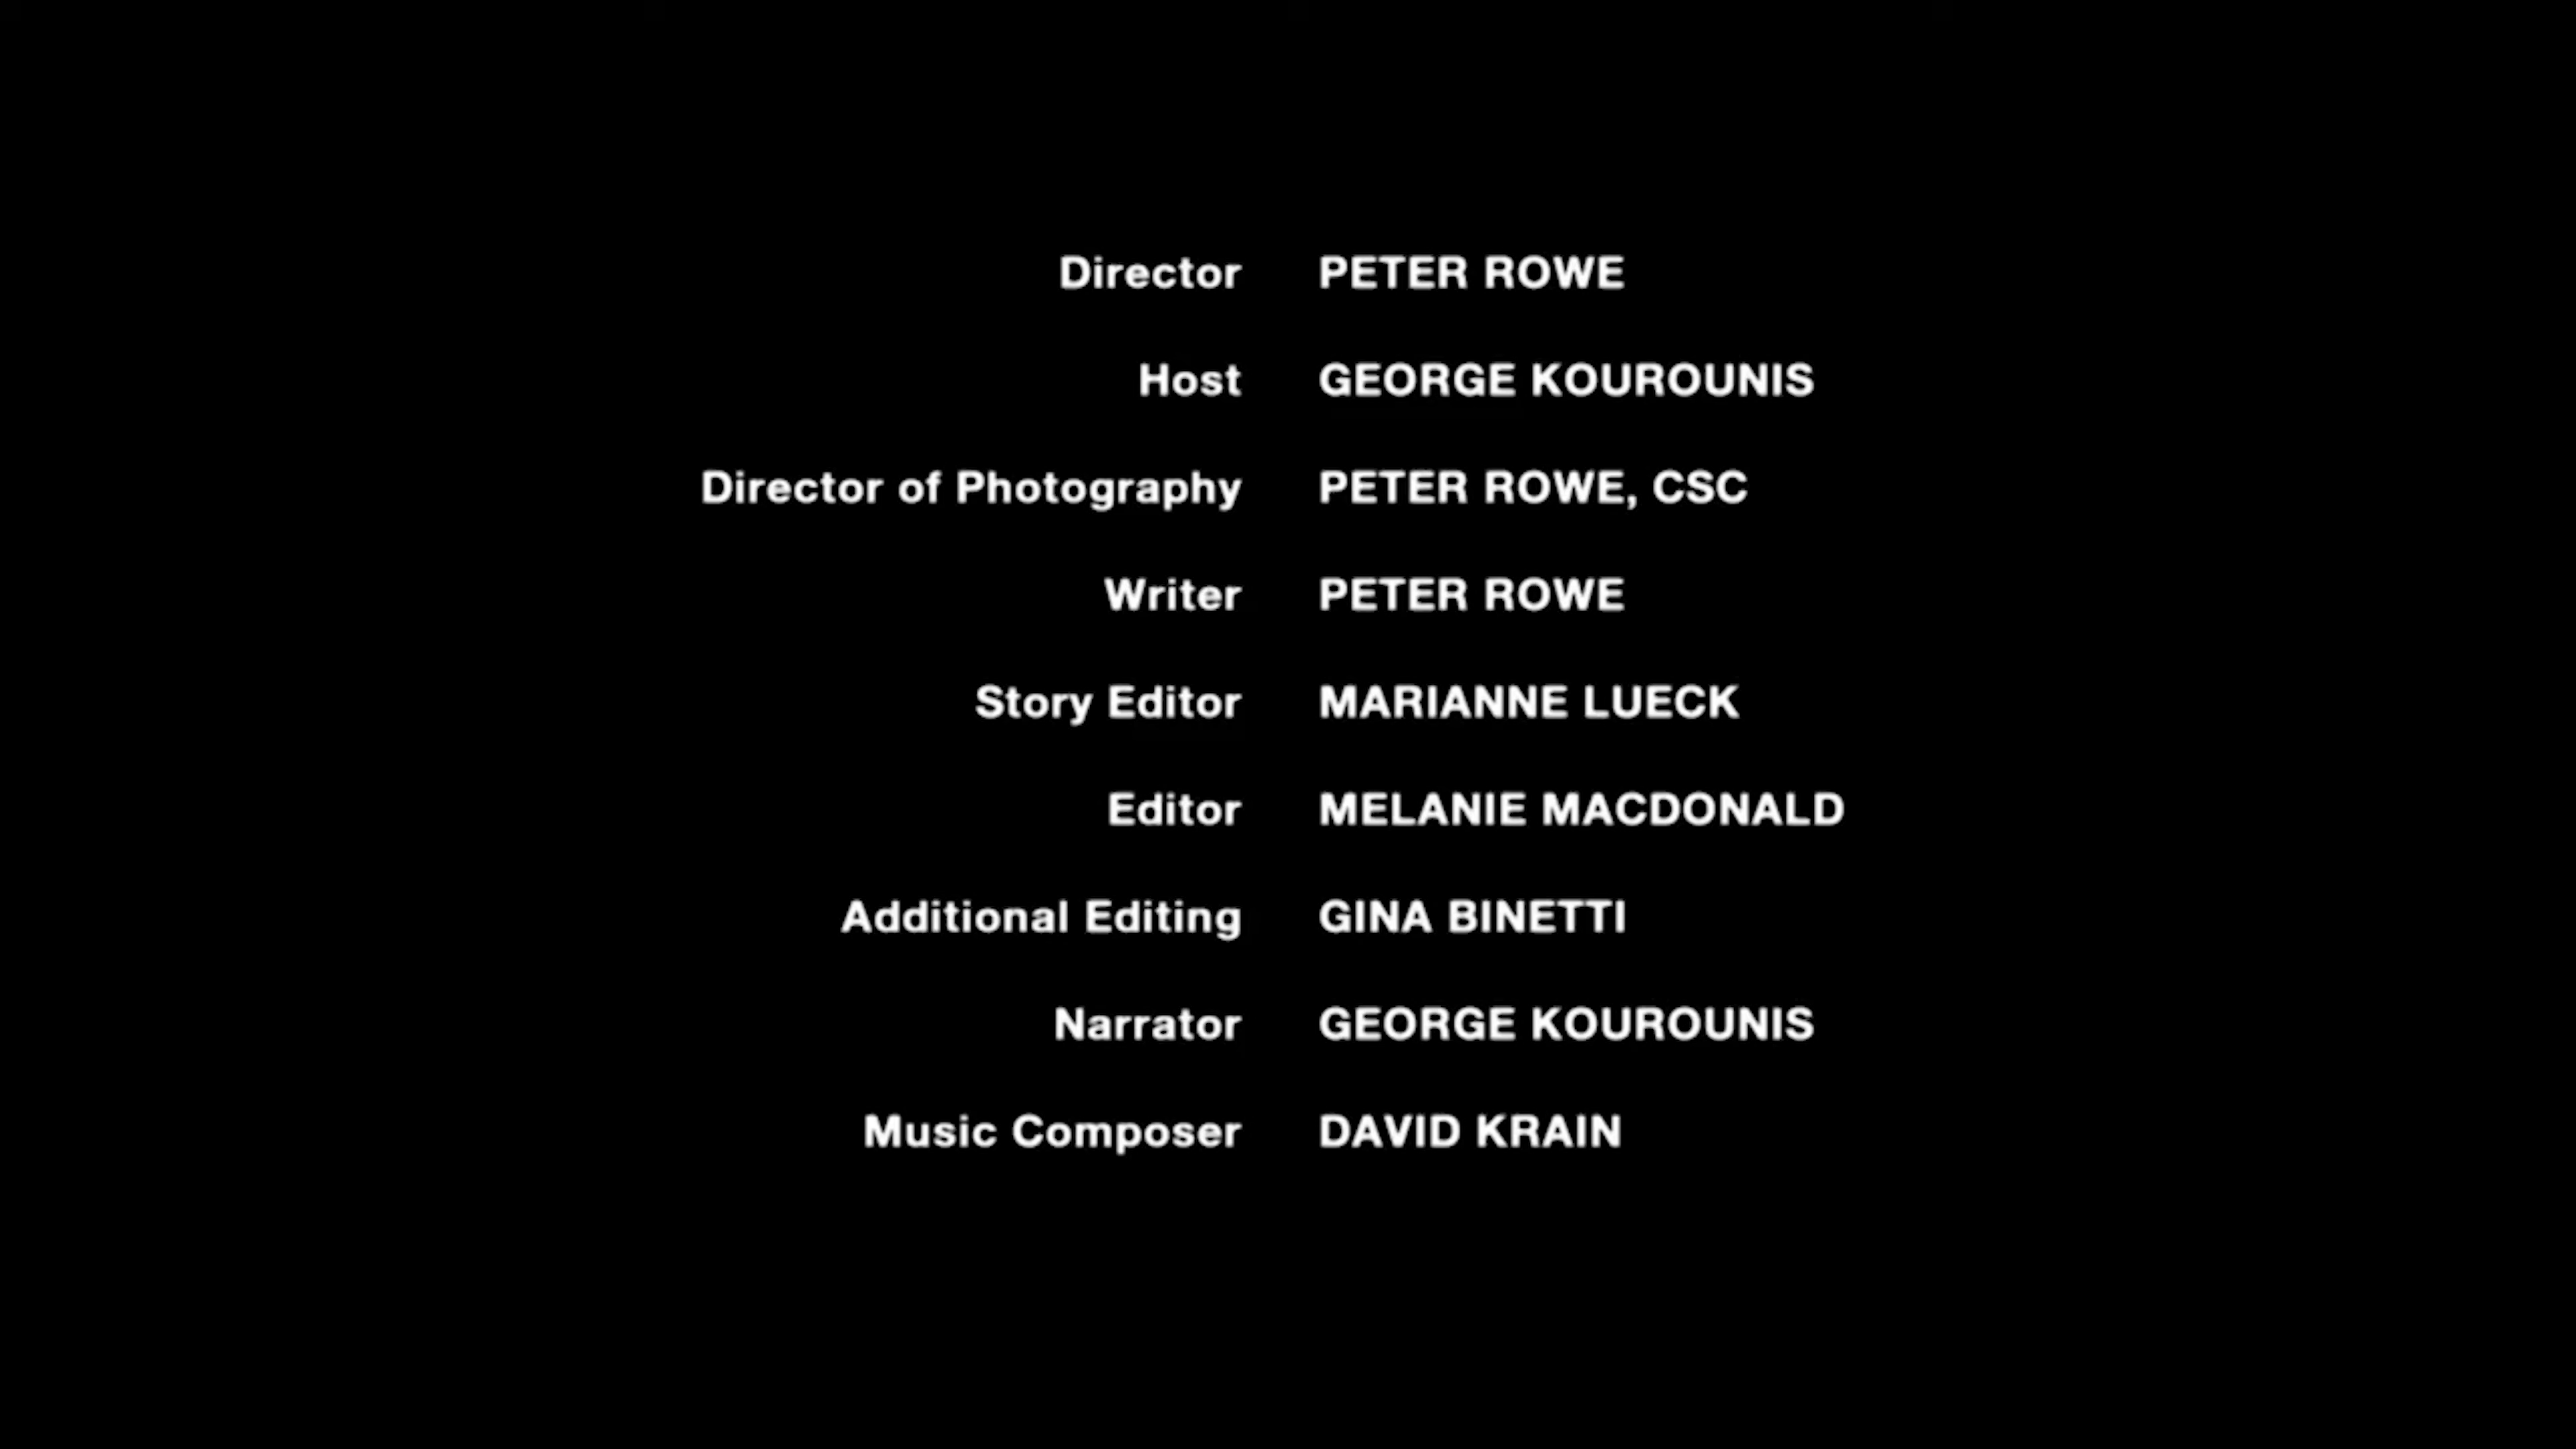 Director PETER ROWE
Host GEORGE KOUROUNIS
Director of Photography PETER ROWE, CSC
Writer PETER ROWE
Story Editor MARIANNE LUECK
Editor MELANIE MACDONALD
Additional Editing GINA BINETTI
Narrator GEORGE KOUROUNIS
Music Composer DAVID KRAIN